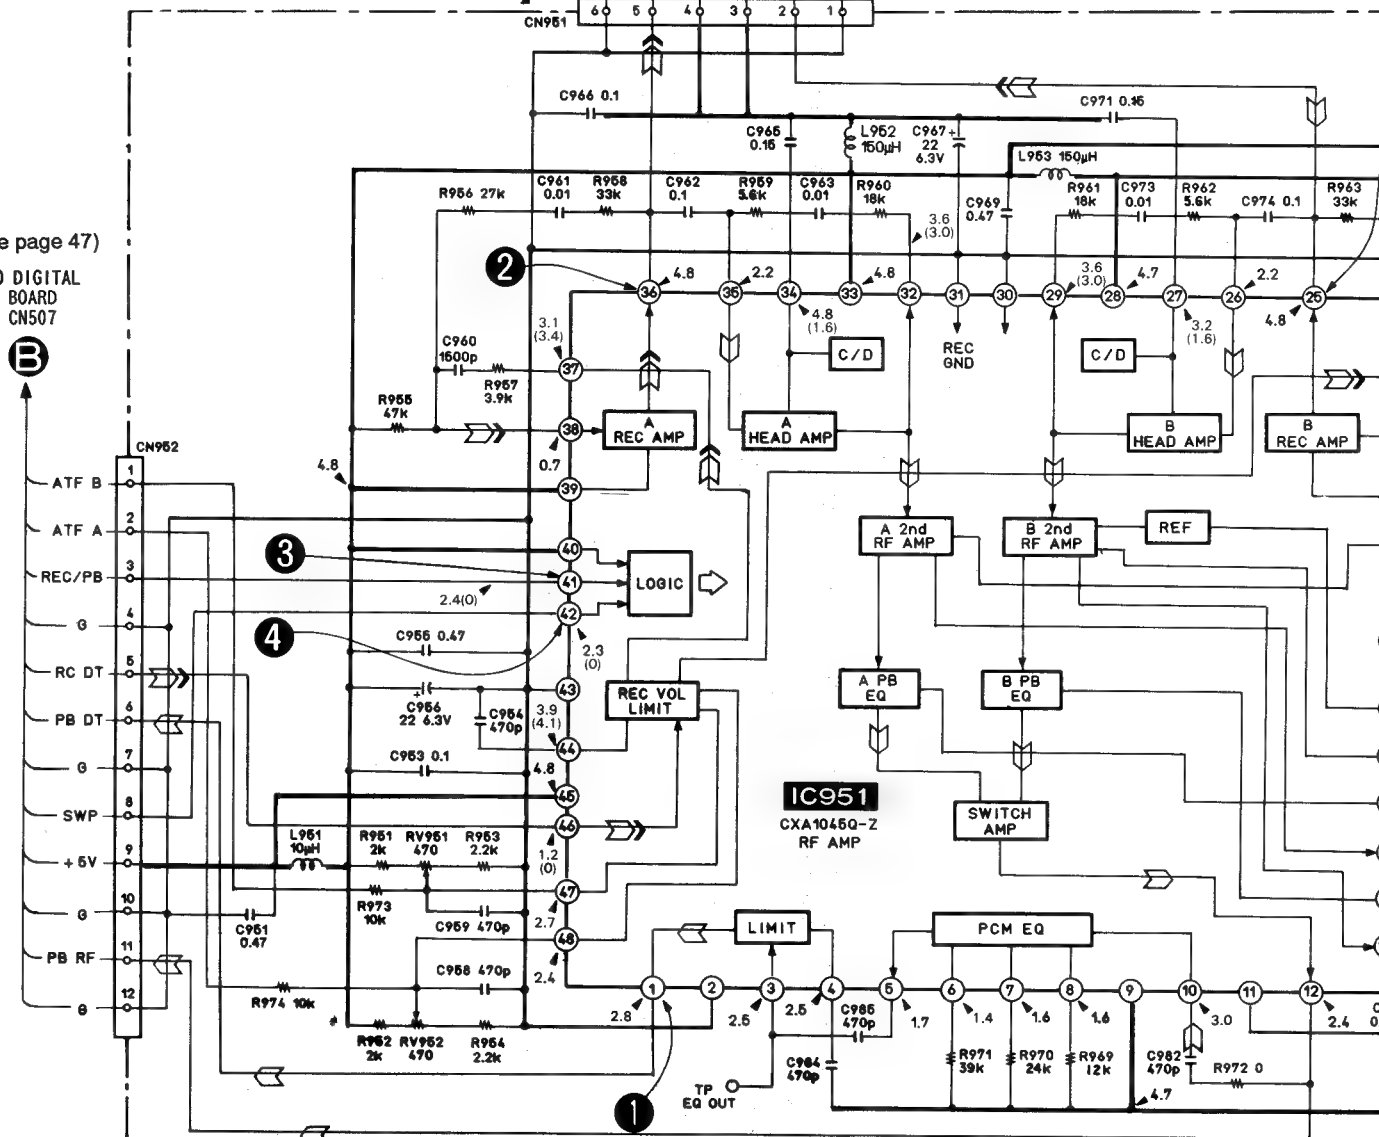 CN951
6 5 4 3 2 1
C966 0.1
C971 0.15
C965
0.15
L952
150µH
C967
22
6.3V
+
L953 150µH
R956 27k
C961
0.01
R958
33k
C962
0.1
R959
5.6k
C963
0.01
R960
18k
C969
0.47
R961
18k
C973
0.01
R962
5.6k
C974 0.1
R963
33k
3.6
(3.0)
e page 47)
DIGITAL
BOARD
CN507
B
2
4.8
2.2
4.8
3.6
(3.0)
4.7
2.2
36 35 34 33 32 31 30 29 28 27 26 25
4.8
(1.6)
3.2
(1.6)
4.8
3.1
(3.4)
C960
1500p
37
R957
3.9k
C/D
REC
GND
C/D
R955
47k
38
A
REC AMP
A
HEAD AMP
B
HEAD AMP
B
REC AMP
0.7
CN952
4.8
39
1
ATF B
2
ATF A
A 2nd
RF AMP
B 2nd
RF AMP
REF
3
40
3
REC/PB
41
LOGIC
2.4(0)
42
4
G
4
C955 0.47
2.3
(0)
5
RC DT
43
A PB
EQ
B PB
EQ
REC VOL
LIMIT
+
C956
22 6.3V
C954
470p
3.9
(4.1)
6
PB DT
44
C953 0.1
7
G
4.8
45
IC951
CXA1045Q-Z
RF AMP
8
SWP
46
SWITCH
AMP
L951
10µH
R951
2k
RV951
470
R953
2.2k
1.2
(0)
9
+5V
47
R973
10k
10
G
C951
0.47
C959 470p
2.7
48
LIMIT
PCM EQ
11
PB RF
C958 470p
2.4
R974 10k
12
G
1 2 3 4 5 6 7 8 9 10 11 12
2.8
2.5
2.5
C985
470p
1.7
1.4
1.6
1.6
3.0
2.4
R952
2k
RV952
470
R954
2.2k
C984
470p
R971
39k
R970
24k
R969
12k
C982
470p
R972 0
4.7
TP
EQ OUT
1